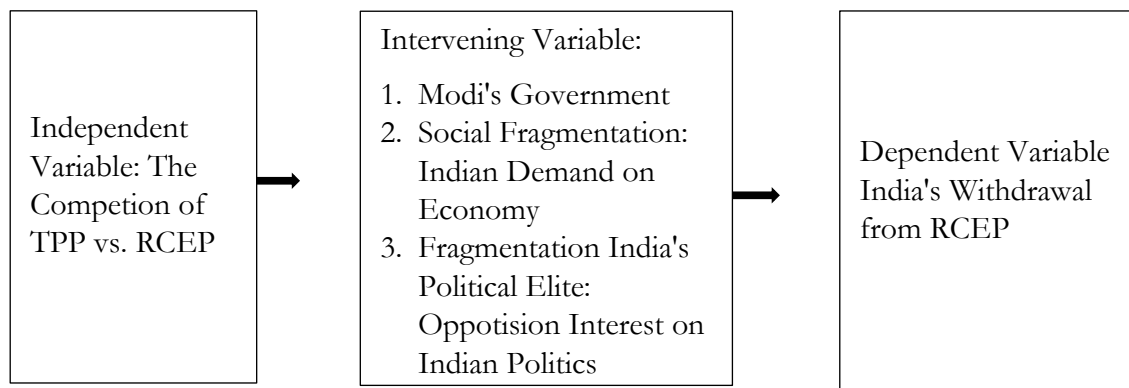 Independent
Variable: The
Competion of
TPP vs. RCEP
Intervening Variable:
1. Modi's Government
2. Social Fragmentation:
Indian Demand on
Economy
3. Fragmentation India's
Political Elite:
Oppotision Interest on
Indian Politics
Dependent Variable
India's Withdrawal
from RCEP